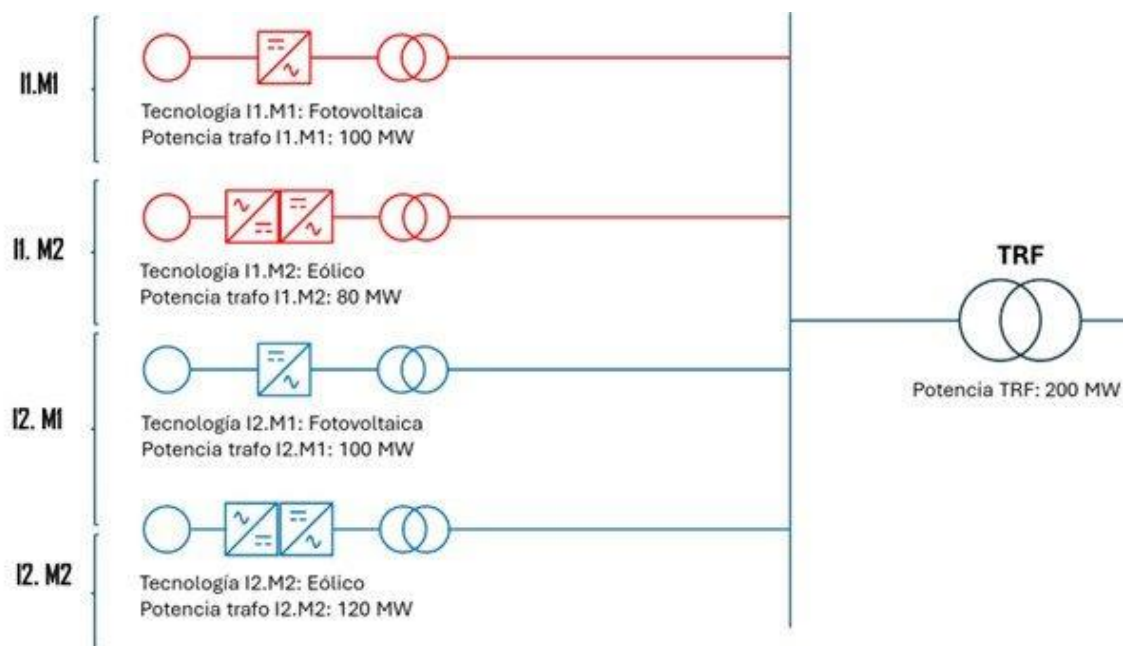 I1.M1
Tecnología I1.M1: Fotovoltaica
Potencia trafo I1.M1: 100 MW
I1. M2
Tecnología I1.M2: Eólico
Potencia trafo I1.M2: 80 MW
TRF
Potencia TRF: 200 MW
I2. M1
Tecnología I2.M1: Fotovoltaica
Potencia trafo I2.M1: 100 MW
I2. M2
Tecnología I2.M2: Eólico
Potencia trafo I2.M2: 120 MW